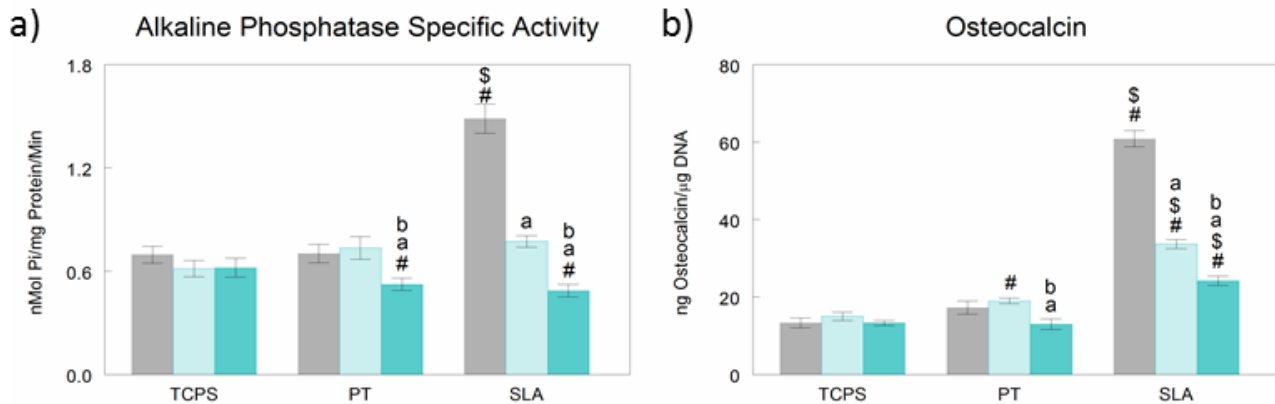 a) Alkaline Phosphatase Specific Activity
nMol Pi/mg Protein/Min
1.8
1.2
0.6
0.0
b
a
#
$
#
a
b
a
#
TCPS PT SLA
b) Osteocalcin
ng Osteocalcin/μg DNA
80
60
40
20
0
#
b
a
$
#
a
$
#
b
a
$
#
TCPS PT SLA